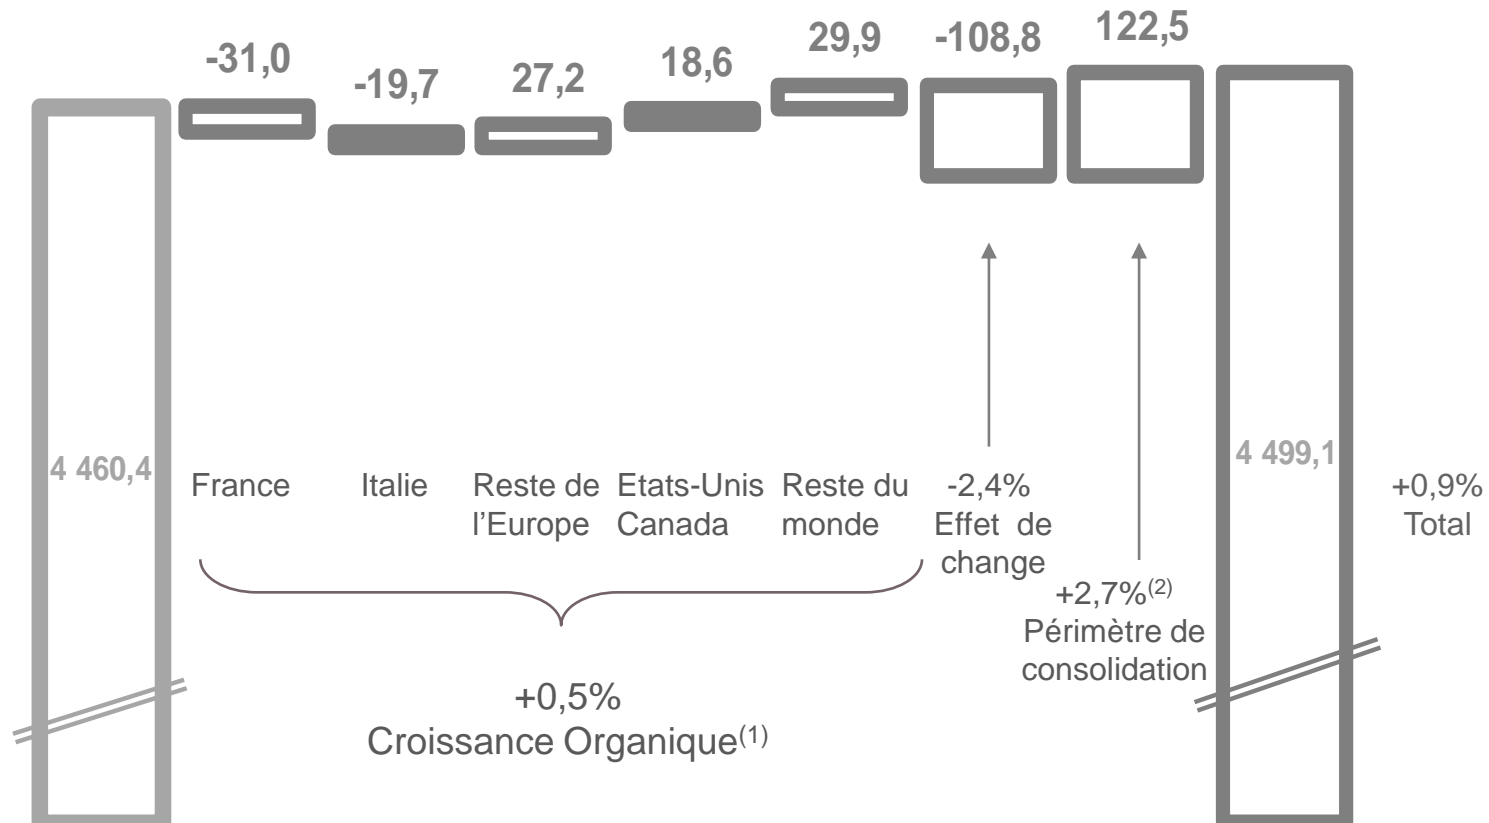 -31,0
-19,7
27,2
18,6
29,9
-108,8
122,5
4 460,4
4 499,1
France
Italie
Reste de
l’Europe
Etats-Unis
Canada
Reste du
monde
-2,4%
Effet de
change
+2,7%(2)
Périmètre de
consolidation
+0,9%
Total
+0,5%
Croissance Organique(1)